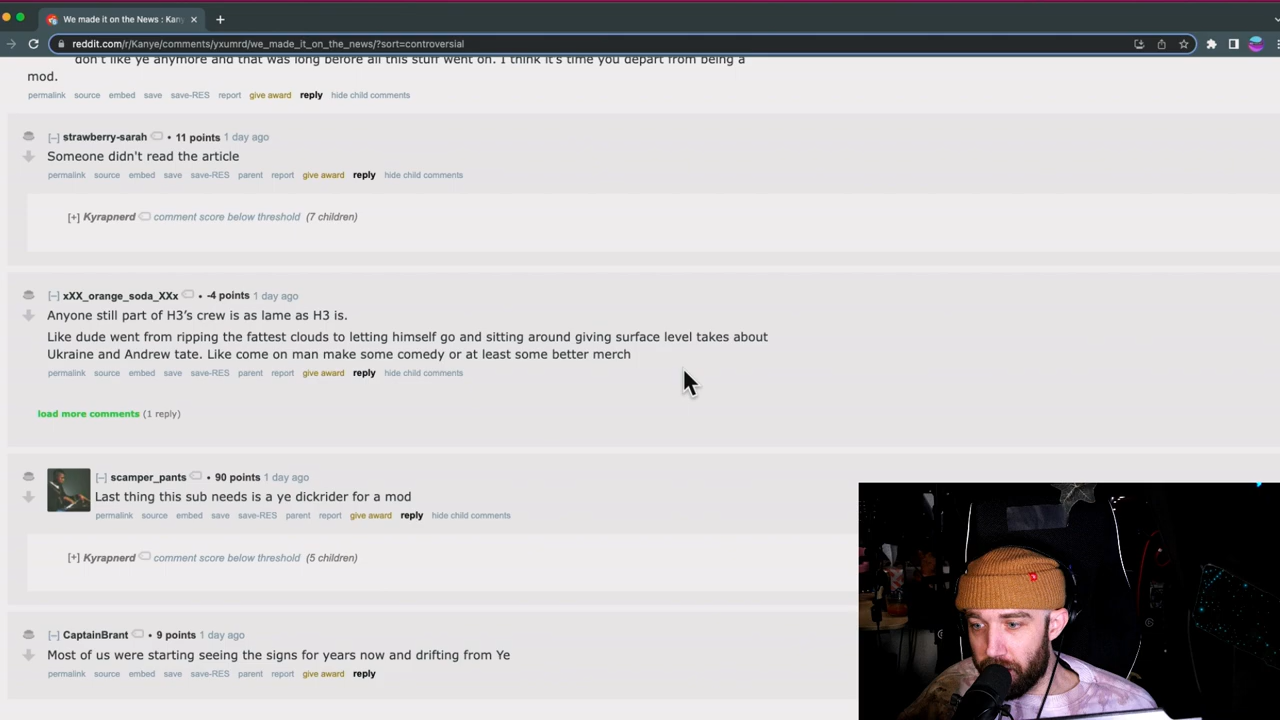 We made it on the News : Kany
reddit.com/r/Kanye/comments/yxumrd/we_made_it_on_the_news/?sort=controversial
don't like ye anymore and that was long before all this stuff went on. I think it's time you depart from being a
mod.
permalink source embed save save-RES report give award reply hide child comments
[–] strawberry-sarah • 11 points 1 day ago
Someone didn't read the article
permalink source embed save save-RES parent report give award reply hide child comments
[+] Kyrapnerd comment score below threshold (7 children)
[–] xXX_orange_soda_XXx • -4 points 1 day ago
Anyone still part of H3's crew is as lame as H3 is.
Like dude went from ripping the fattest clouds to letting himself go and sitting around giving surface level takes about
Ukraine and Andrew tate. Like come on man make some comedy or at least some better merch
permalink source embed save save-RES parent report give award reply hide child comments
load more comments (1 reply)
[–] scamper_pants • 90 points 1 day ago
Last thing this sub needs is a ye dickrider for a mod
permalink source embed save save-RES parent report give award reply hide child comments
[+] Kyrapnerd comment score below threshold (5 children)
[–] CaptainBrant • 9 points 1 day ago
Most of us were starting seeing the signs for years now and drifting from Ye
permalink source embed save save-RES parent report give award reply